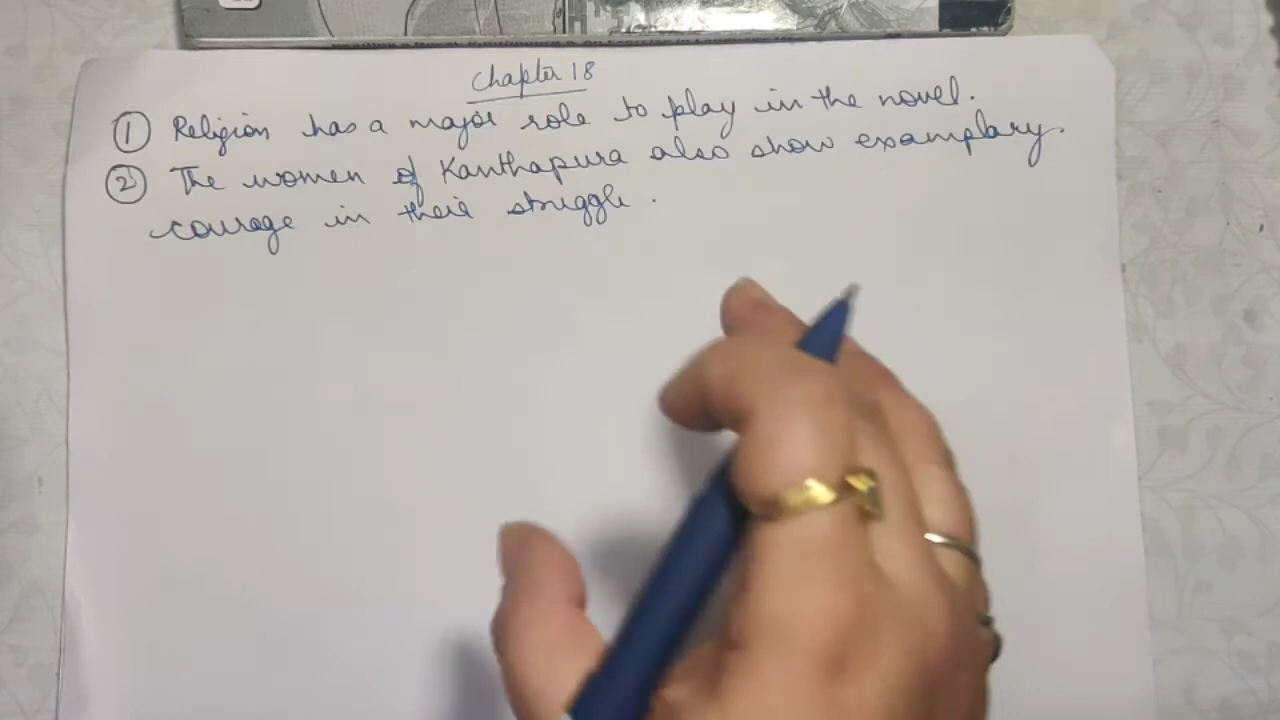 Chapter 18
① Religion has a major role to play in the novel.
② The women of Kanthapura also show examplary
courage in their struggle.